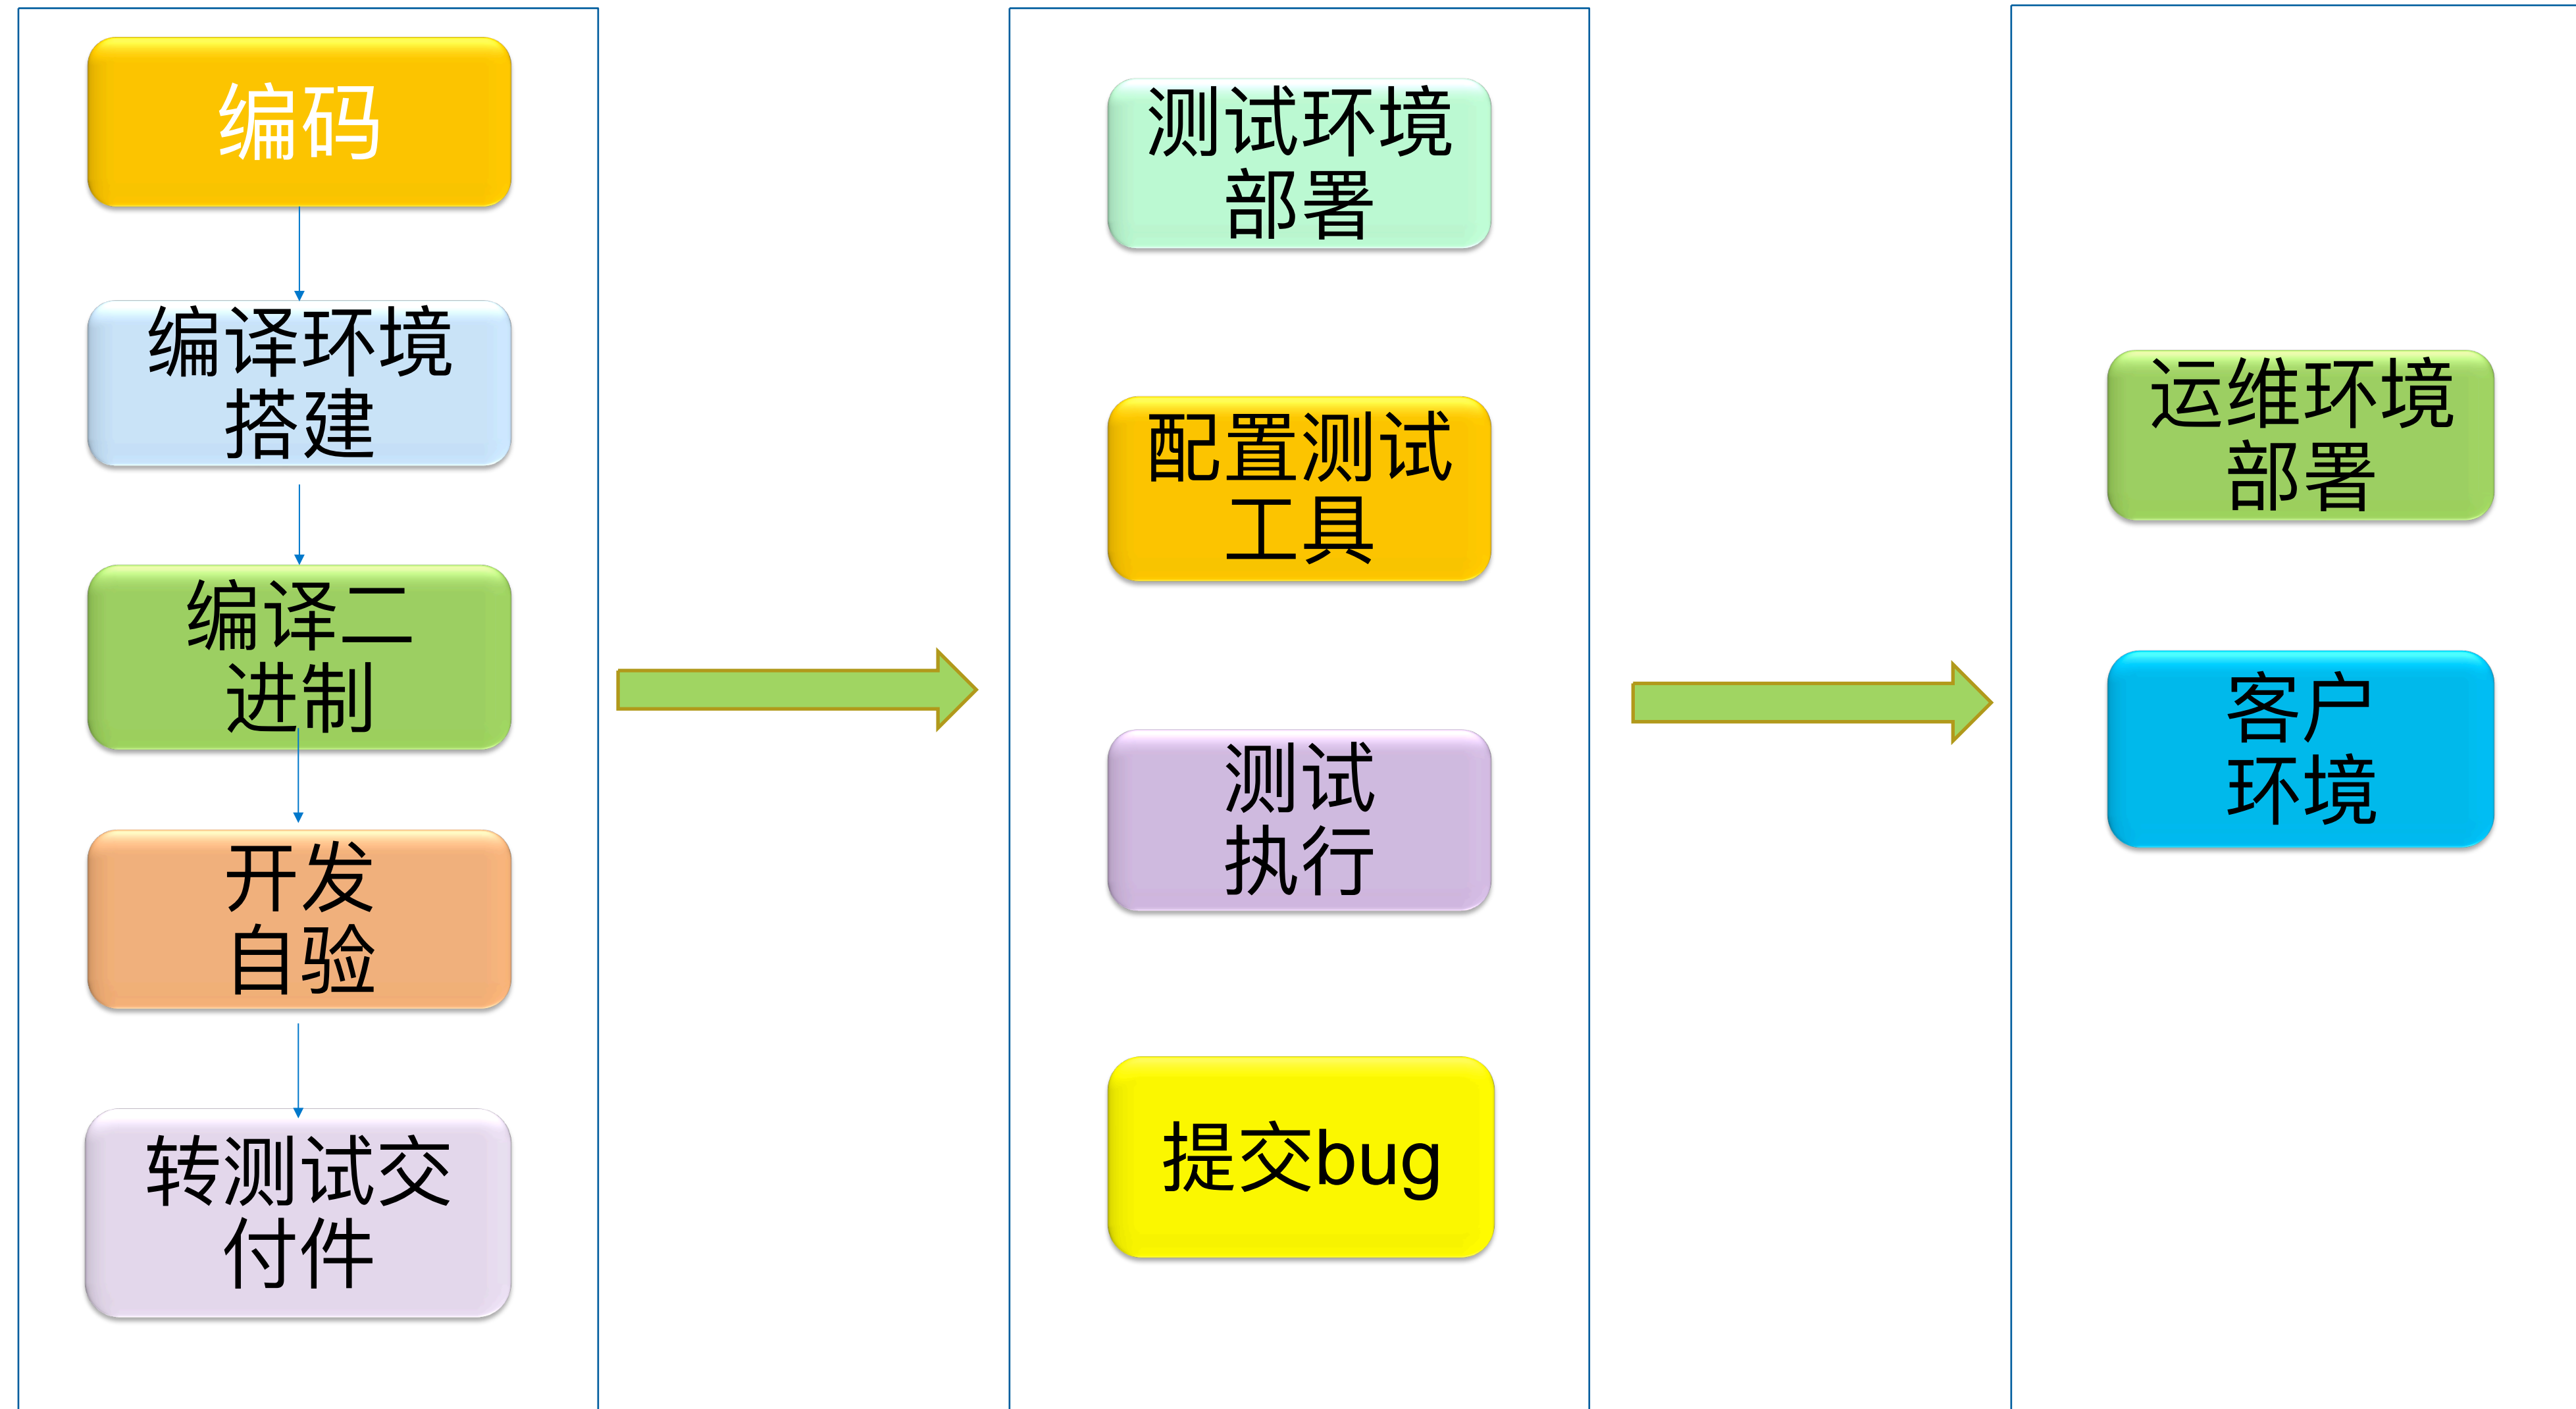 编码
编译环境
搭建
编译二
进制
开发
自验
转测试交
付件
测试环境
部署
配置测试
工具
测试
执行
提交bug
运维环境
部署
客户
环境